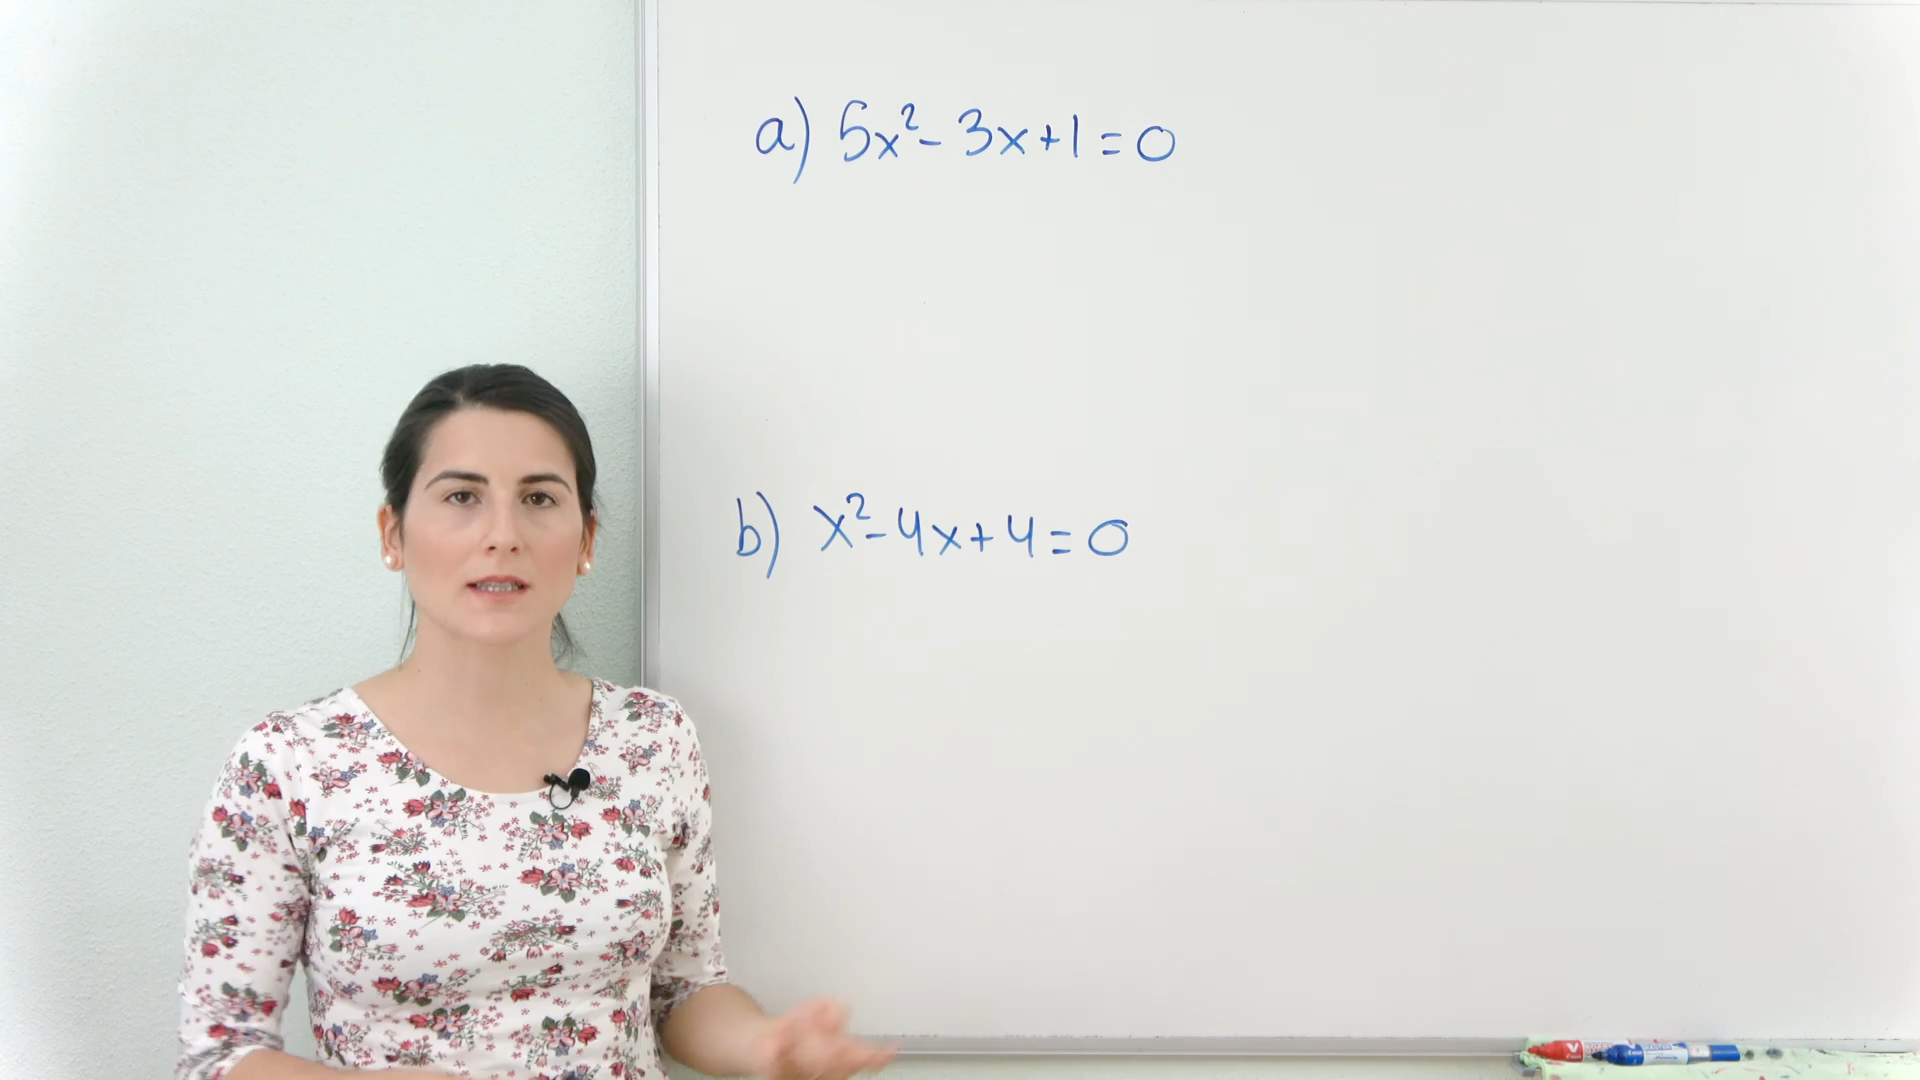 a) 5x² - 3x + 1 = 0
b) x² - 4x + 4 = 0